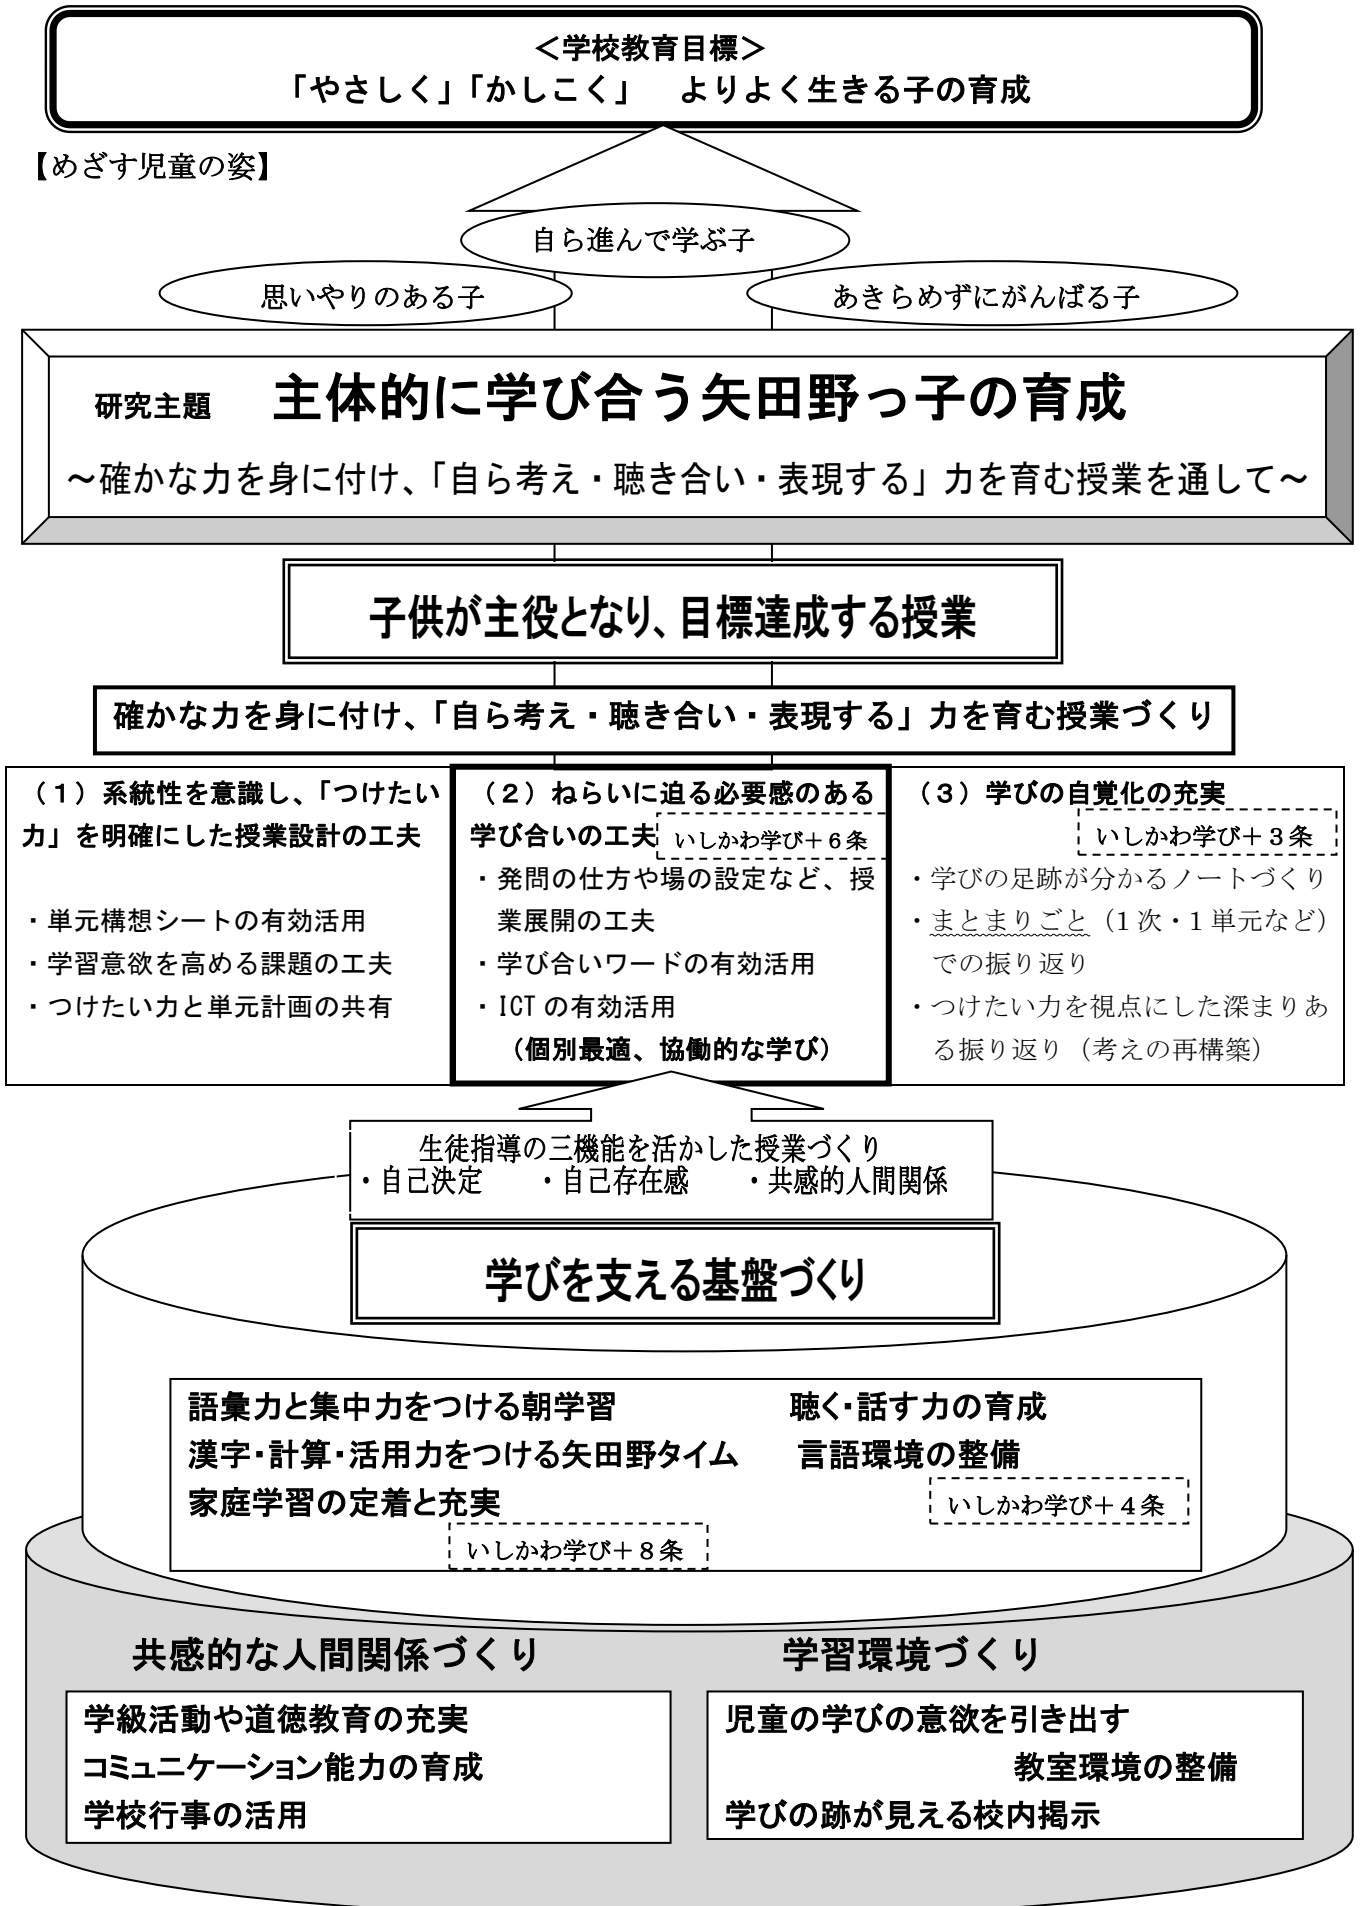 ＜学校教育目標＞
「やさしく」「かしこく」　よりよく生きる子の育成
【めざす児童の姿】
自ら進んで学ぶ子
思いやりのある子
あきらめずにがんばる子
研究主題　主体的に学び合う矢田野っ子の育成
～確かな力を身に付け、「自ら考え・聴き合い・表現する」力を育む授業を通して～
子供が主役となり、目標達成する授業
確かな力を身に付け、「自ら考え・聴き合い・表現する」力を育む授業づくり
（１）系統性を意識し、「つけたい
力」を明確にした授業設計の工夫
・単元構想シートの有効活用
・学習意欲を高める課題の工夫
・つけたい力と単元計画の共有
（２）ねらいに迫る必要感のある
学び合いの工夫
いしかわ学び＋６条
・発問の仕方や場の設定など、授
業展開の工夫
・学び合いワードの有効活用
・ICT の有効活用
（個別最適、協働的な学び）
（３）学びの自覚化の充実
いしかわ学び＋３条
・学びの足跡が分かるノートづくり
・まとまりごと（1 次・1 単元など）
での振り返り
・つけたい力を視点にした深まりあ
る振り返り（考えの再構築）
生徒指導の三機能を活かした授業づくり
・自己決定　・自己存在感　・共感的人間関係
学びを支える基盤づくり
語彙力と集中力をつける朝学習　聴く・話す力の育成
漢字・計算・活用力をつける矢田野タイム　言語環境の整備
家庭学習の定着と充実
いしかわ学び＋４条
いしかわ学び＋８条
共感的な人間関係づくり
学級活動や道徳教育の充実
コミュニケーション能力の育成
学校行事の活用
学習環境づくり
児童の学びの意欲を引き出す
教室環境の整備
学びの跡が見える校内掲示